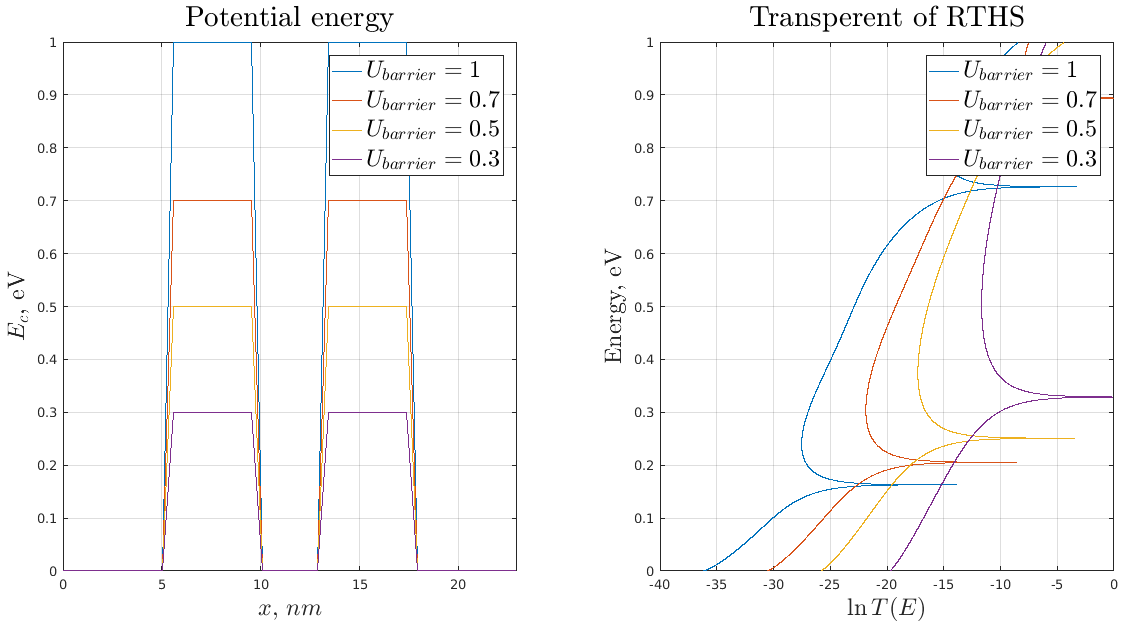 Potential energy
1
0.9
0.8
0.7
0.6
0.5
0.4
0.3
0.2
0.1
0
0 5 10 15 20
E_c, eV
x, nm
U_barrier = 1
U_barrier = 0.7
U_barrier = 0.5
U_barrier = 0.3
Transperent of RTHS
1
0.9
0.8
0.7
0.6
0.5
0.4
0.3
0.2
0.1
0
-40 -35 -30 -25 -20 -15 -10 -5 0
Energy, eV
ln T(E)
U_barrier = 1
U_barrier = 0.7
U_barrier = 0.5
U_barrier = 0.3